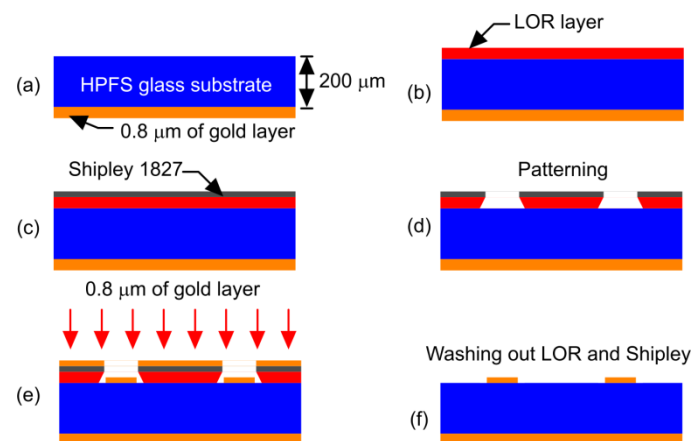 LOR layer
(a)
HPFS glass substrate
200 μm
(b)
0.8 μm of gold layer
Shipley 1827
Patterning
(c)
(d)
0.8 μm of gold layer
Washing out LOR and Shipley
(e)
(f)